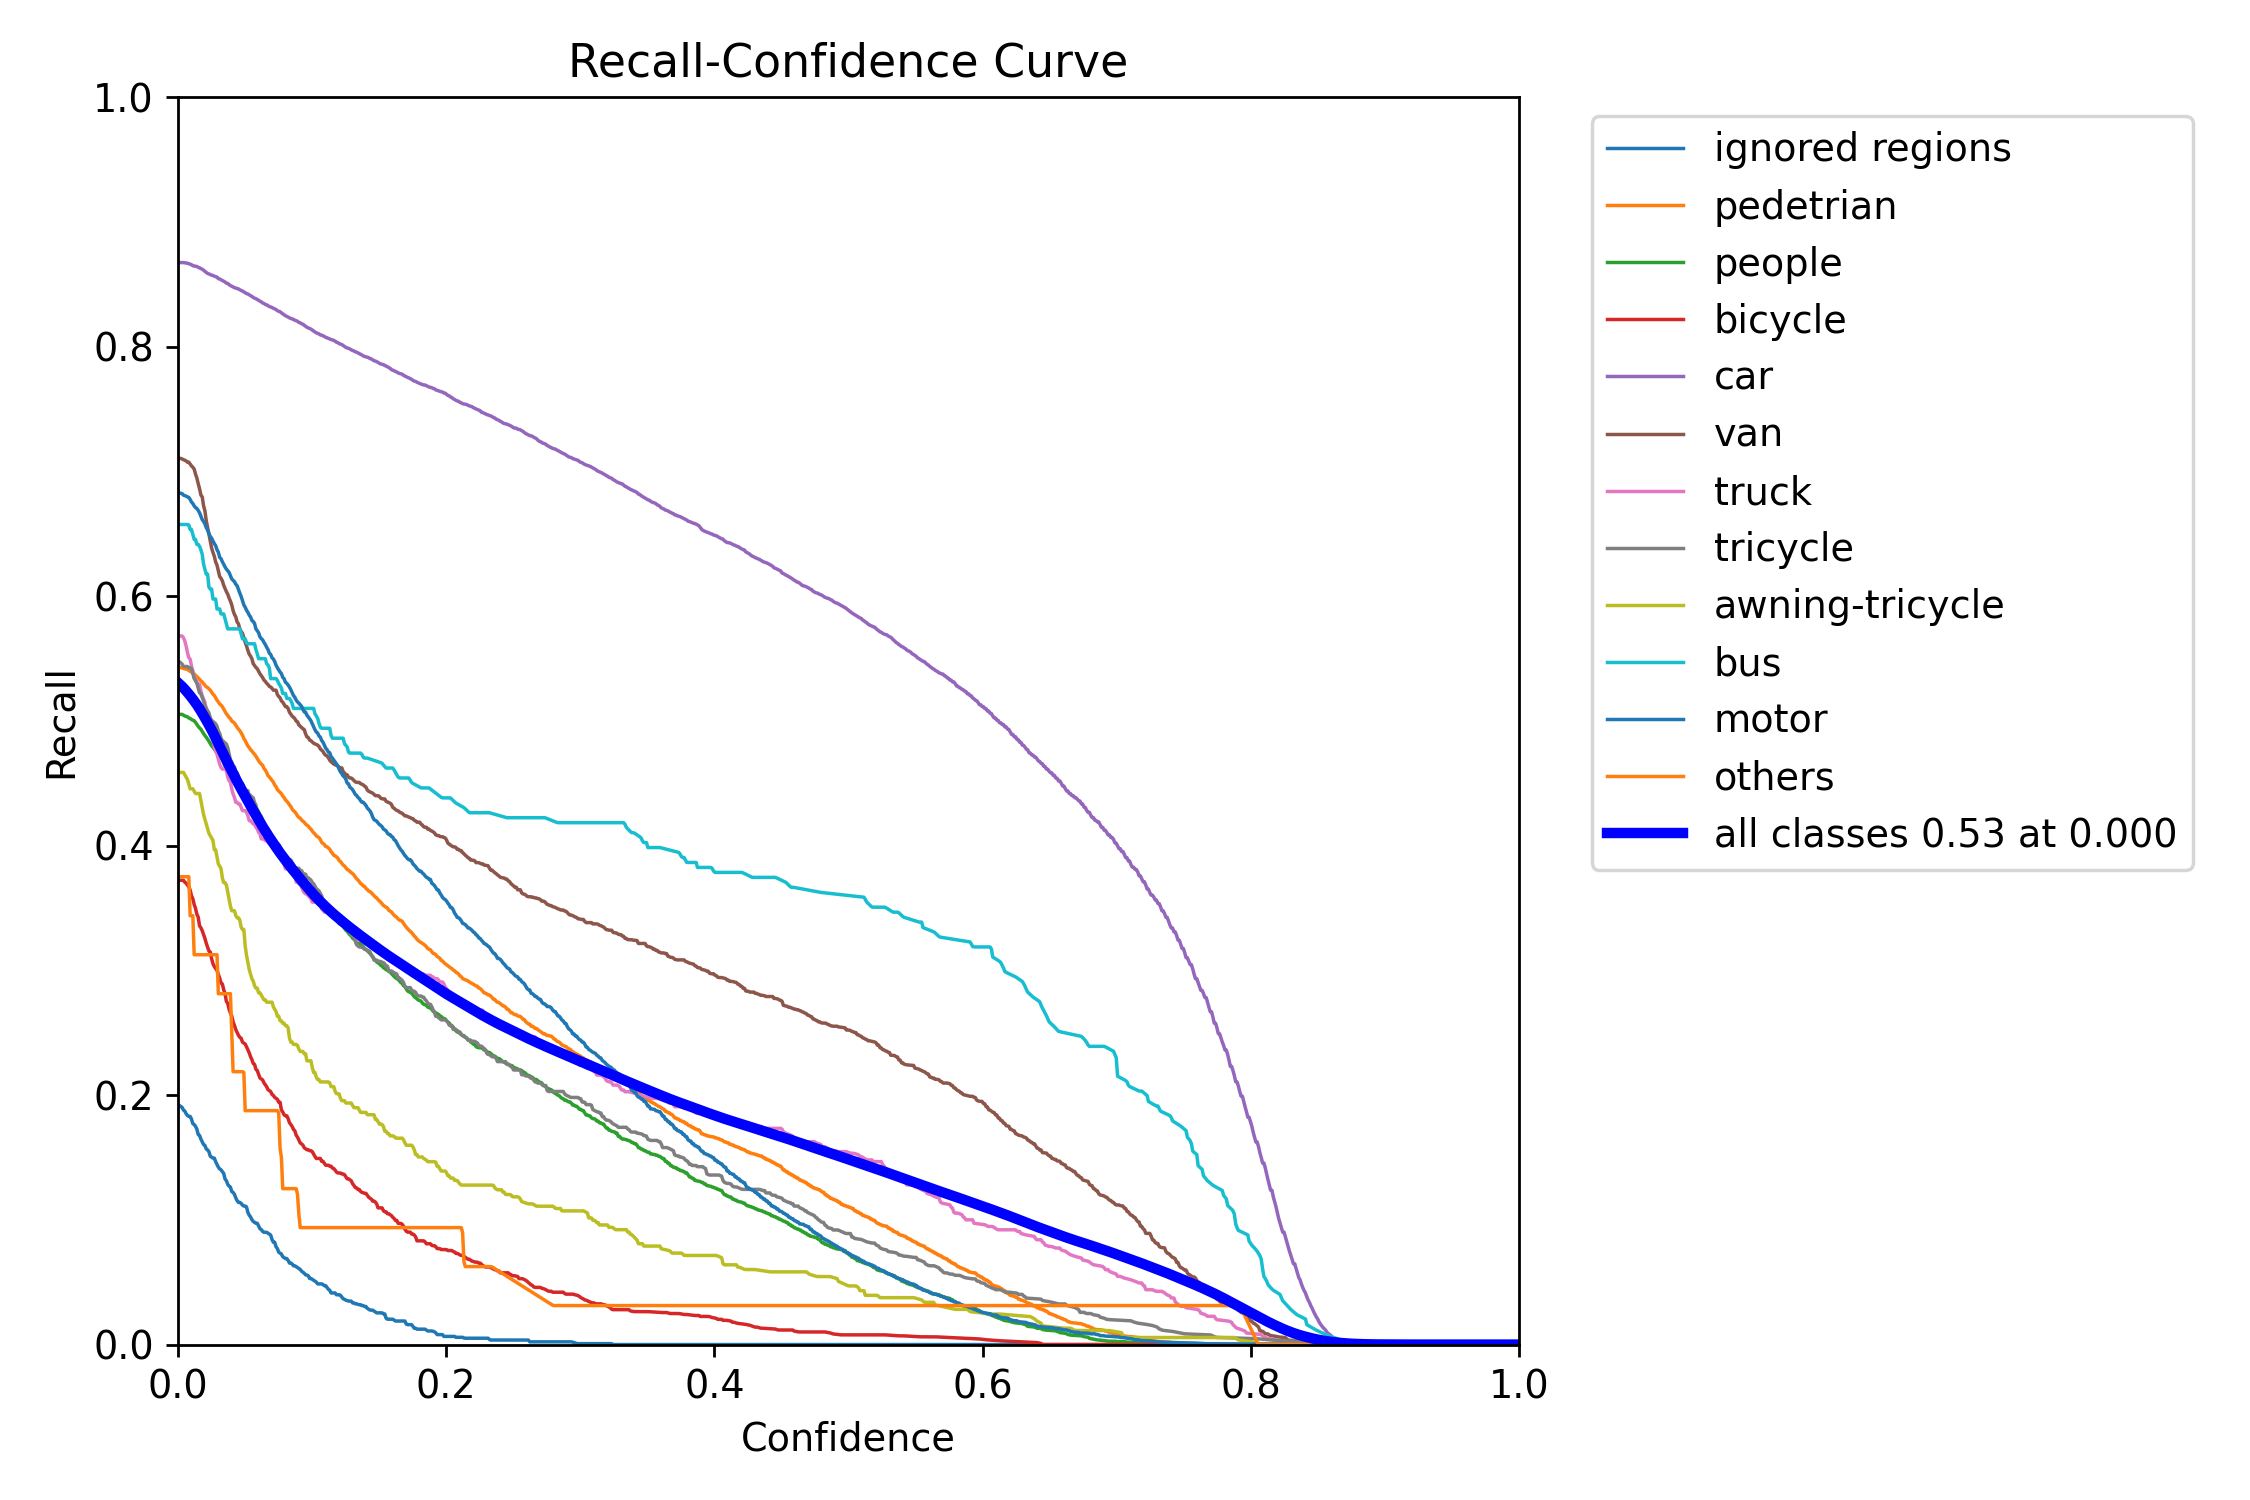 Recall-Confidence Curve
1.0
0.8
0.6
0.4
0.2
0.0
Recall
0.0 0.2 0.4 0.6 0.8 1.0
Confidence
ignored regions
pedetrian
people
bicycle
car
van
truck
tricycle
awning-tricycle
bus
motor
others
all classes 0.53 at 0.000